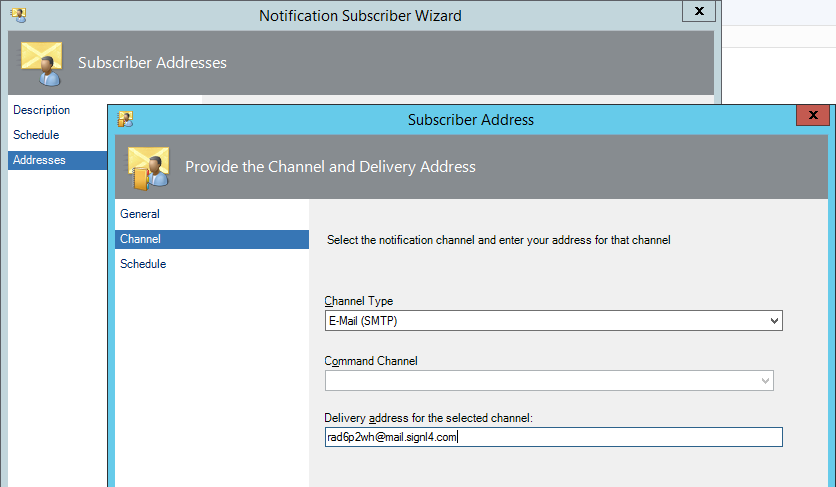 Notification Subscriber Wizard
x
Subscriber Addresses
Description
Schedule
Addresses
Subscriber Address
x
Provide the Channel and Delivery Address
General
Channel
Schedule
Select the notification channel and enter your address for that channel
Channel Type
E-Mail (SMTP)
Command Channel
Delivery address for the selected channel:
rad6p2wh@mail.signl4.com